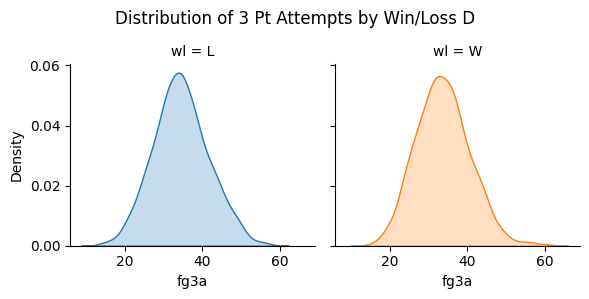 Distribution of 3 Pt Attempts by Win/Loss D
wl = L
wl = W
0.06
0.04
0.02
0.00
Density
20 40 60
20 40 60
fg3a
fg3a